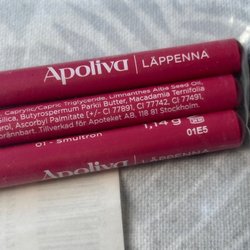 Apoliva | LÄPPENNA
Caprylic/Capric Triglyceride, Limnanthes Alba Seed Oil,
Silica, Butyrospermum Parkii Butter, Macadamia Ternifolia
Ascorbyl Palmitate [+/- CI 77891, CI 77742, CI 77491,
Tillverkad för Apoteket AB, 118 81 Stockholm.
01 - Smultron 1,14 g 01E5
Apoliva | LÄPPENNA